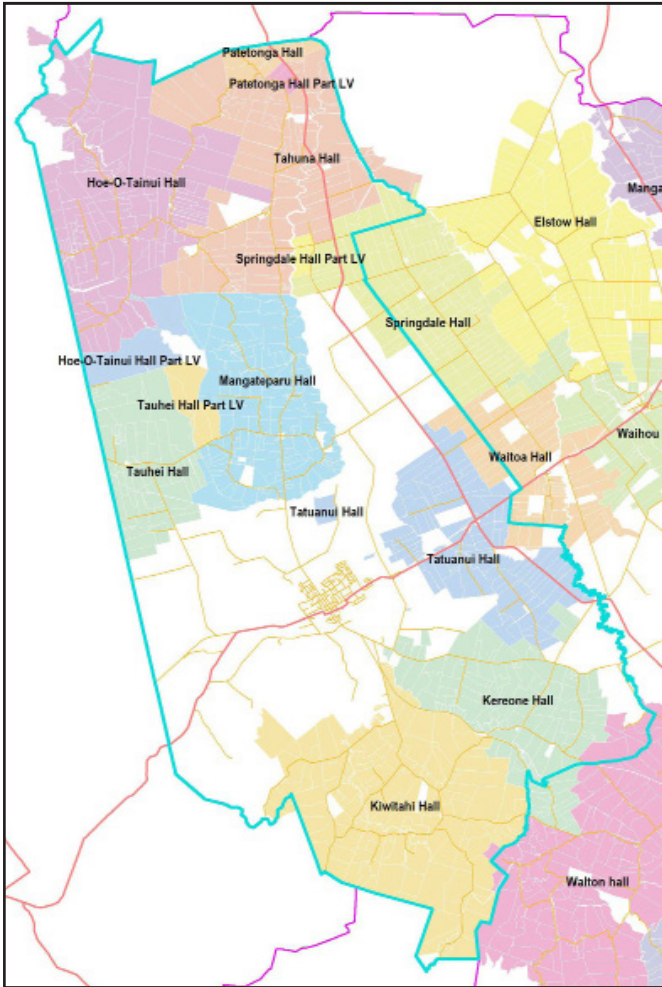 Patetonga Hall
Patetonga Hall Part LV
Tahuna Hall
Hoe-O-Tainui Hall
Elstow Hall
Springdale Hall Part LV
Springdale Hall
Hoe-O-Tainui Hall Part LV
Mangateparu Hall
Tauhei Hall Part LV
Waihou
Waitoa Hall
Tauhei Hall
Tatuanui Hall
Tatuanui Hall
Kereone Hall
Kiwitahi Hall
Walton hall